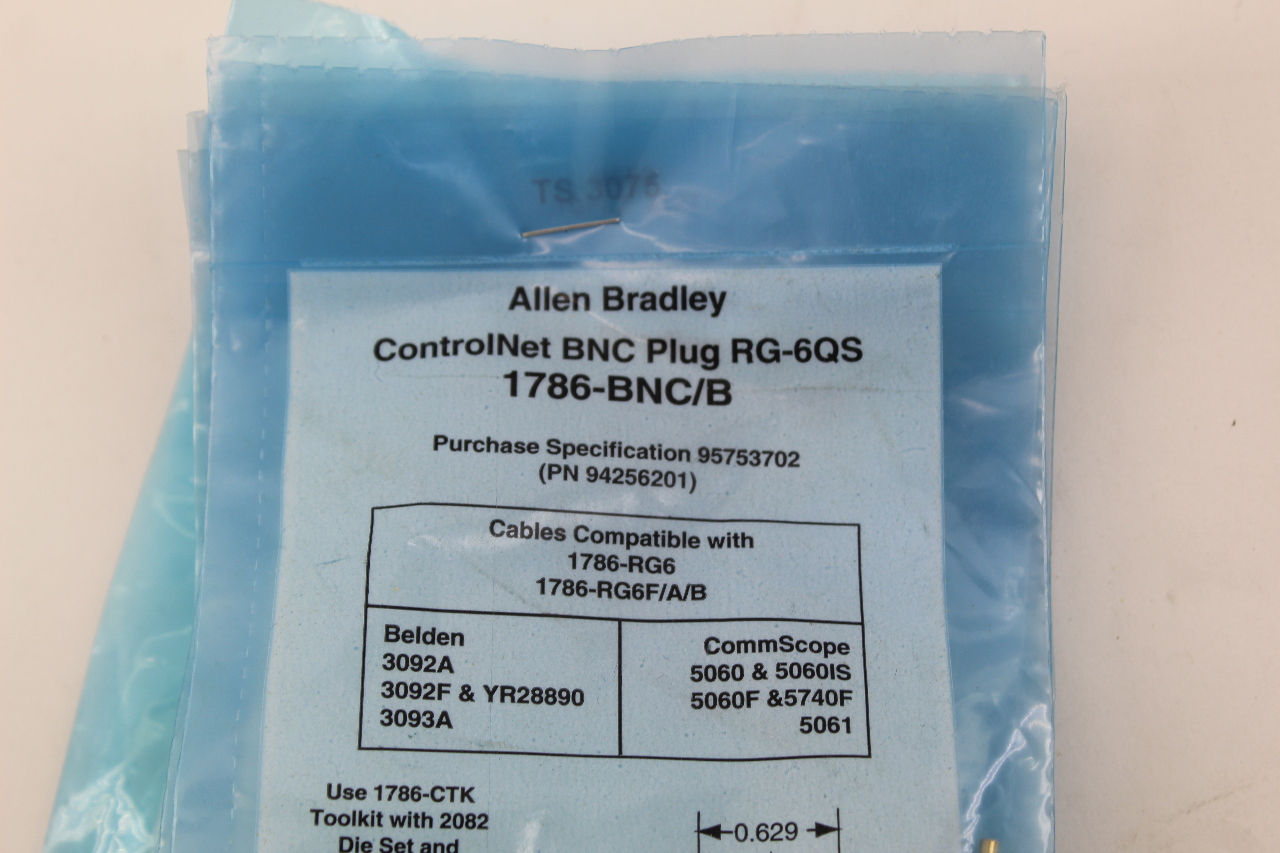 TS 3075
Allen Bradley
ControlNet BNC Plug RG-6QS
1786-BNC/B
Purchase Specification 95753702
(PN 94256201)
Cables Compatible with
1786-RG6
1786-RG6F/A/B
Belden
3092A
3092F & YR28890
3093A
CommScope
5060 & 5060IS
5060F &5740F
5061
Use 1786-CTK
Toolkit with 2082
Die Set and
0.629